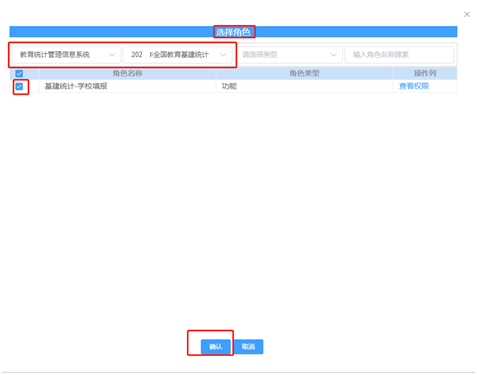 选择角色
教育统计管理信息系统 202 全国教育基建统计 请选择类型 输入角色名称搜索
角色名称 角色类型 操作列
基建统计-学校填报 功能 查看权限
确认 取消